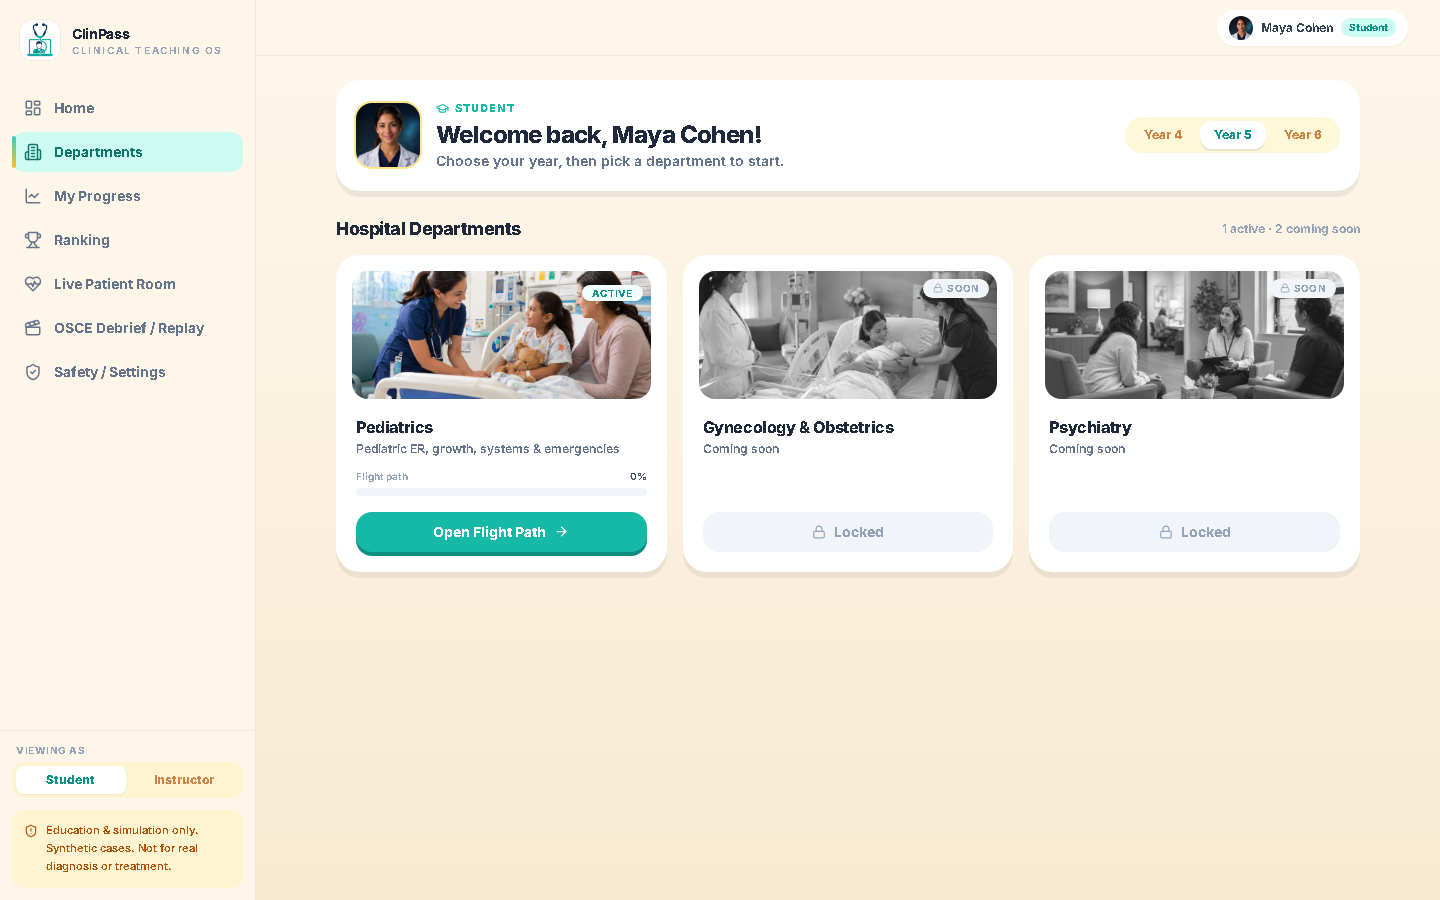 ClinPass
CLINICAL TEACHING OS
Home
Departments
My Progress
Ranking
Live Patient Room
OSCE Debrief / Replay
Safety / Settings
VIEWING AS
Student
Instructor
Education & simulation only.
Synthetic cases. Not for real
diagnosis or treatment.
Maya Cohen
Student
STUDENT
Welcome back, Maya Cohen!
Choose your year, then pick a department to start.
Year 4
Year 5
Year 6
Hospital Departments
1 active · 2 coming soon
ACTIVE
Pediatrics
Pediatric ER, growth, systems & emergencies
Flight path
0%
Open Flight Path →
SOON
Gynecology & Obstetrics
Coming soon
Locked
SOON
Psychiatry
Coming soon
Locked